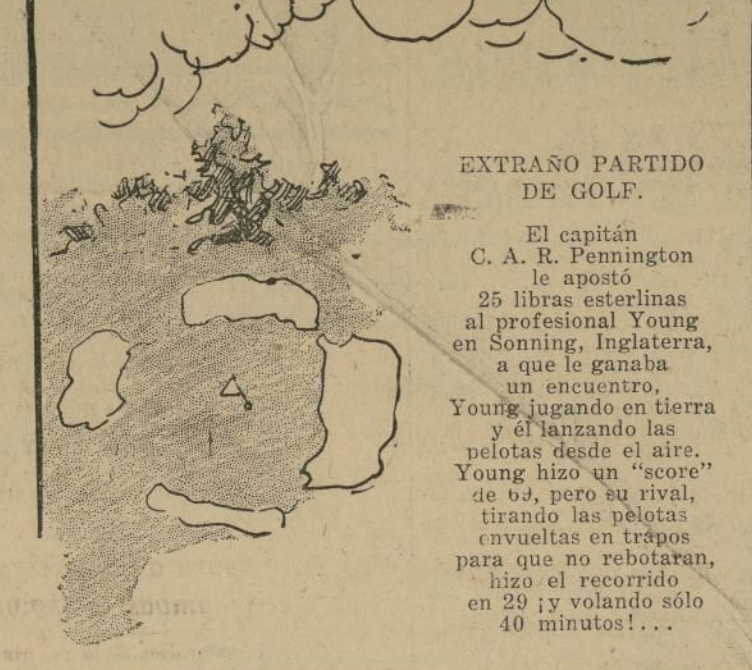 EXTRAÑO PARTIDO
DE GOLF.
El capitán
C. A. R. Pennington
le apostó
25 libras esterlinas
al profesional Young
en Sonning, Inglaterra,
a que le ganaba
un encuentro,
Young jugando en tierra
y él lanzando las
pelotas desde el aire.
Young hizo un “score”
de 69, pero su rival,
tirando las pelotas
envueltas en trapos
para que no rebotaran,
hizo el recorrido
en 29 ¡y volando sólo
40 minutos!...